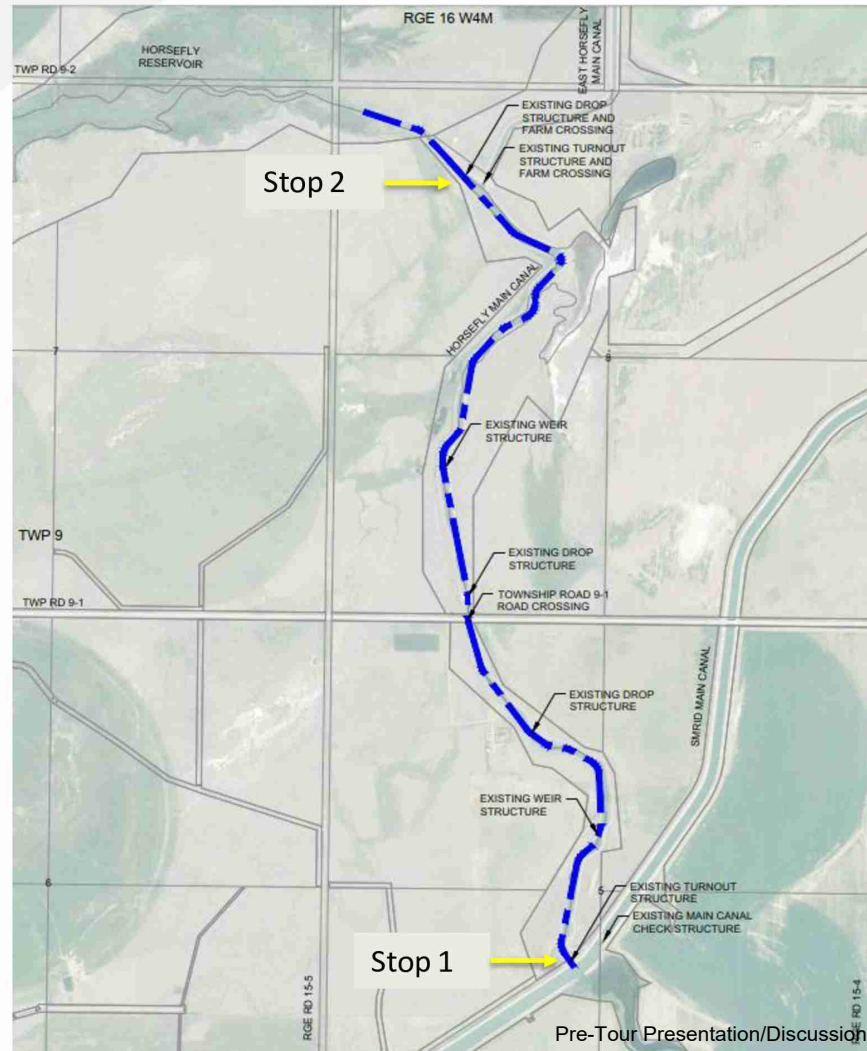 RGE 16 W4M
HORSEFLY
RESERVOIR
EAST HORSEFLY
MAIN CANAL
TWP RD 9-2
EXISTING DROP
STRUCTURE AND
FARM CROSSING
EXISTING TURNOUT
STRUCTURE AND
FARM CROSSING
Stop 2
HORSEFLY MAIN CANAL
7
8
EXISTING WEIR
STRUCTURE
TWP 9
EXISTING DROP
STRUCTURE
TWP RD 9-1
TOWNSHIP ROAD 9-1
ROAD CROSSING
EXISTING DROP
STRUCTURE
SMRID MAIN CANAL
EXISTING WEIR
STRUCTURE
6
5
EXISTING TURNOUT
STRUCTURE
EXISTING MAIN CANAL
CHECK STRUCTURE
Stop 1
RGE RD 15-5
RGE RD 15-4
Pre-Tour Presentation/Discussion